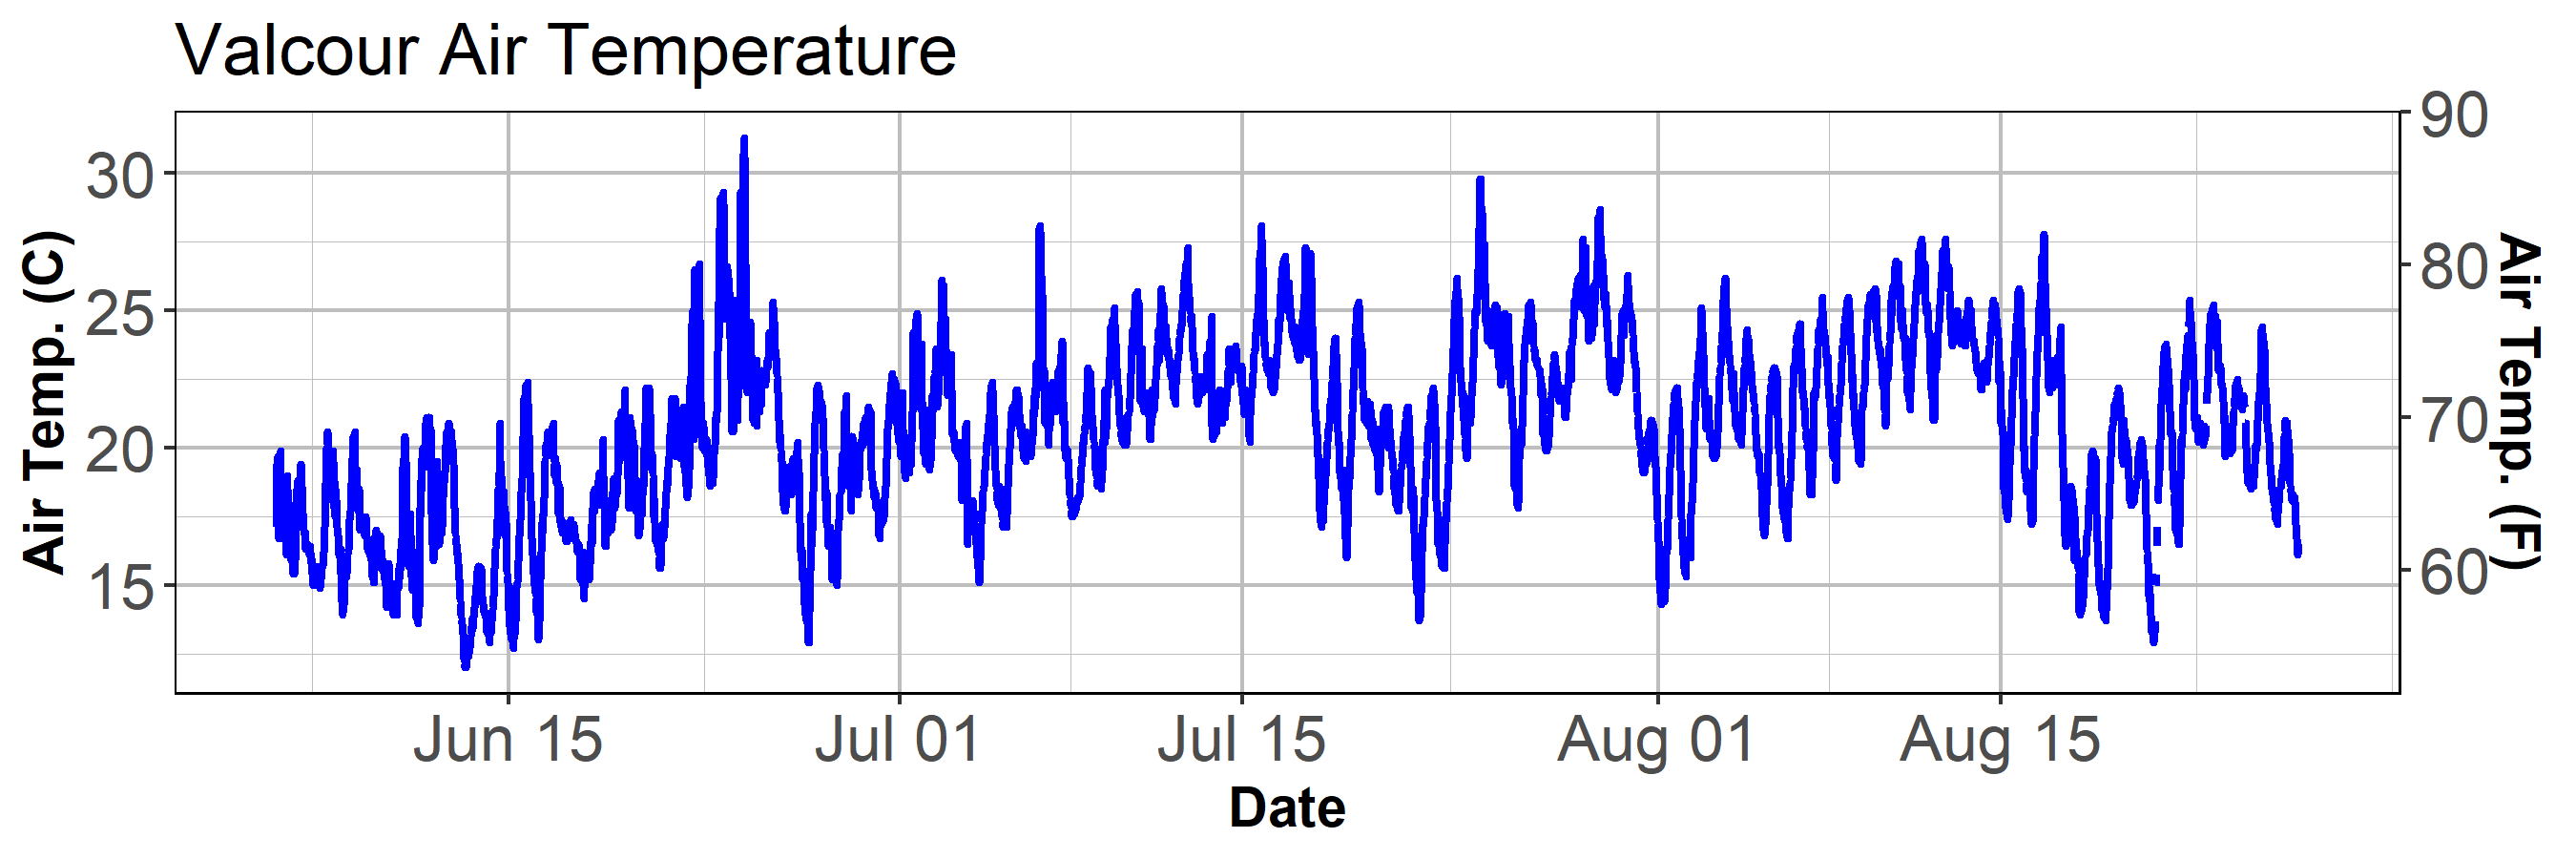 Valcour Air Temperature
Air Temp. (C)
30
25
20
15
90
80
70
60
Air Temp. (F)
Jun 15
Jul 01
Jul 15
Aug 01
Aug 15
Date